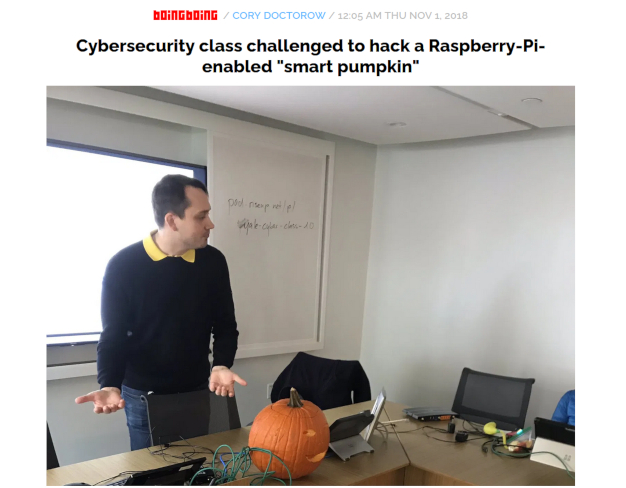 boingboing / CORY DOCTOROW / 12:05 AM THU NOV 1, 2018
Cybersecurity class challenged to hack a Raspberry-Pi-
enabled "smart pumpkin"